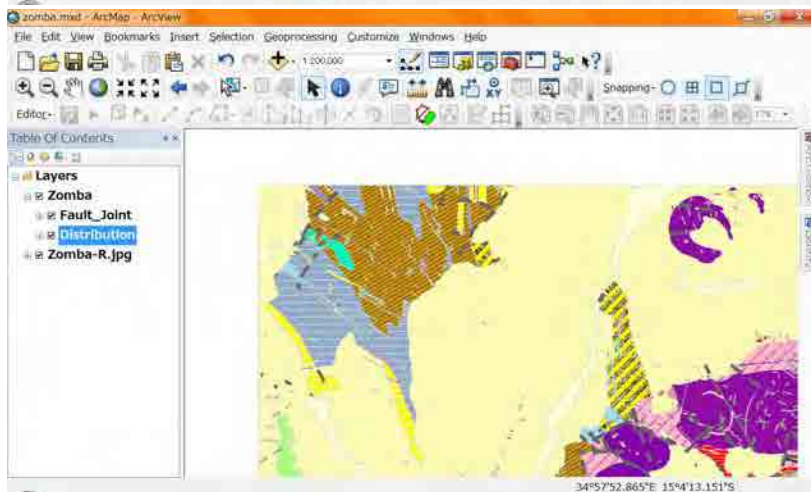 zomba.mxd - ArcMap - ArcView
File Edit View Bookmarks Insert Selection Geoprocessing Customize Windows Help
1:200,000
Snapping-
Editor-
Table Of Contents
Layers
Zomba
Fault_Joint
Distribution
Zomba-R.jpg
34°57'52.865"E 15°4'13.151"S